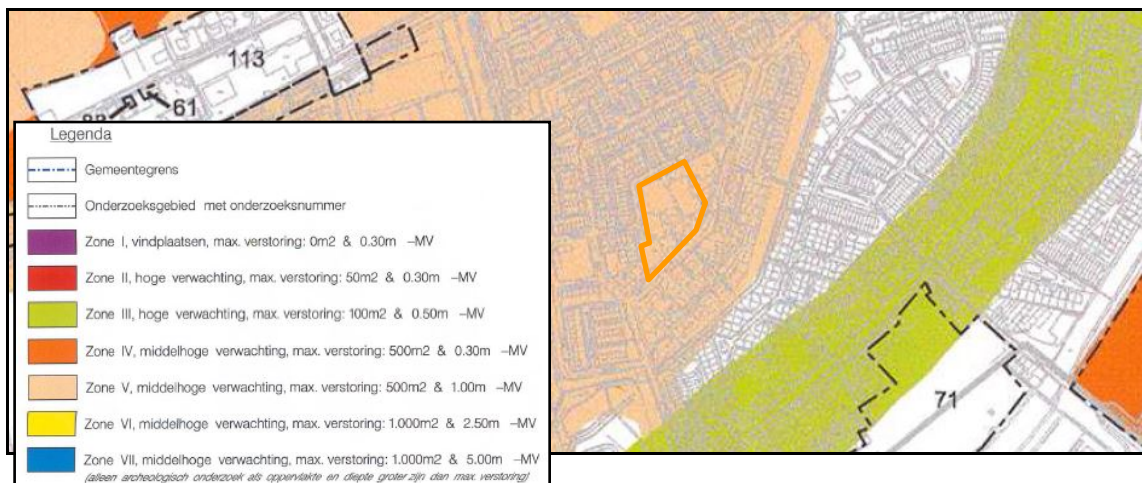 113
61
Legenda
Gemeentegrens
Onderzoeksgebied met onderzoeksnummer
Zone I, vindplaatsen, max. verstoring: 0m2 & 0.30m -MV
Zone II, hoge verwachting, max. verstoring: 50m2 & 0.30m -MV
Zone III, hoge verwachting, max. verstoring: 100m2 & 0.50m -MV
Zone IV, middelhoge verwachting, max. verstoring: 500m2 & 0.30m -MV
Zone V, middelhoge verwachting, max. verstoring: 500m2 & 1.00m -MV
Zone VI, middelhoge verwachting, max. verstoring: 1.000m2 & 2.50m -MV
Zone VII, middelhoge verwachting, max. verstoring: 1.000m2 & 5.00m -MV
(alleen archeologisch onderzoek als oppervlakte en diepte groter zijn dan max. verstoring)
71